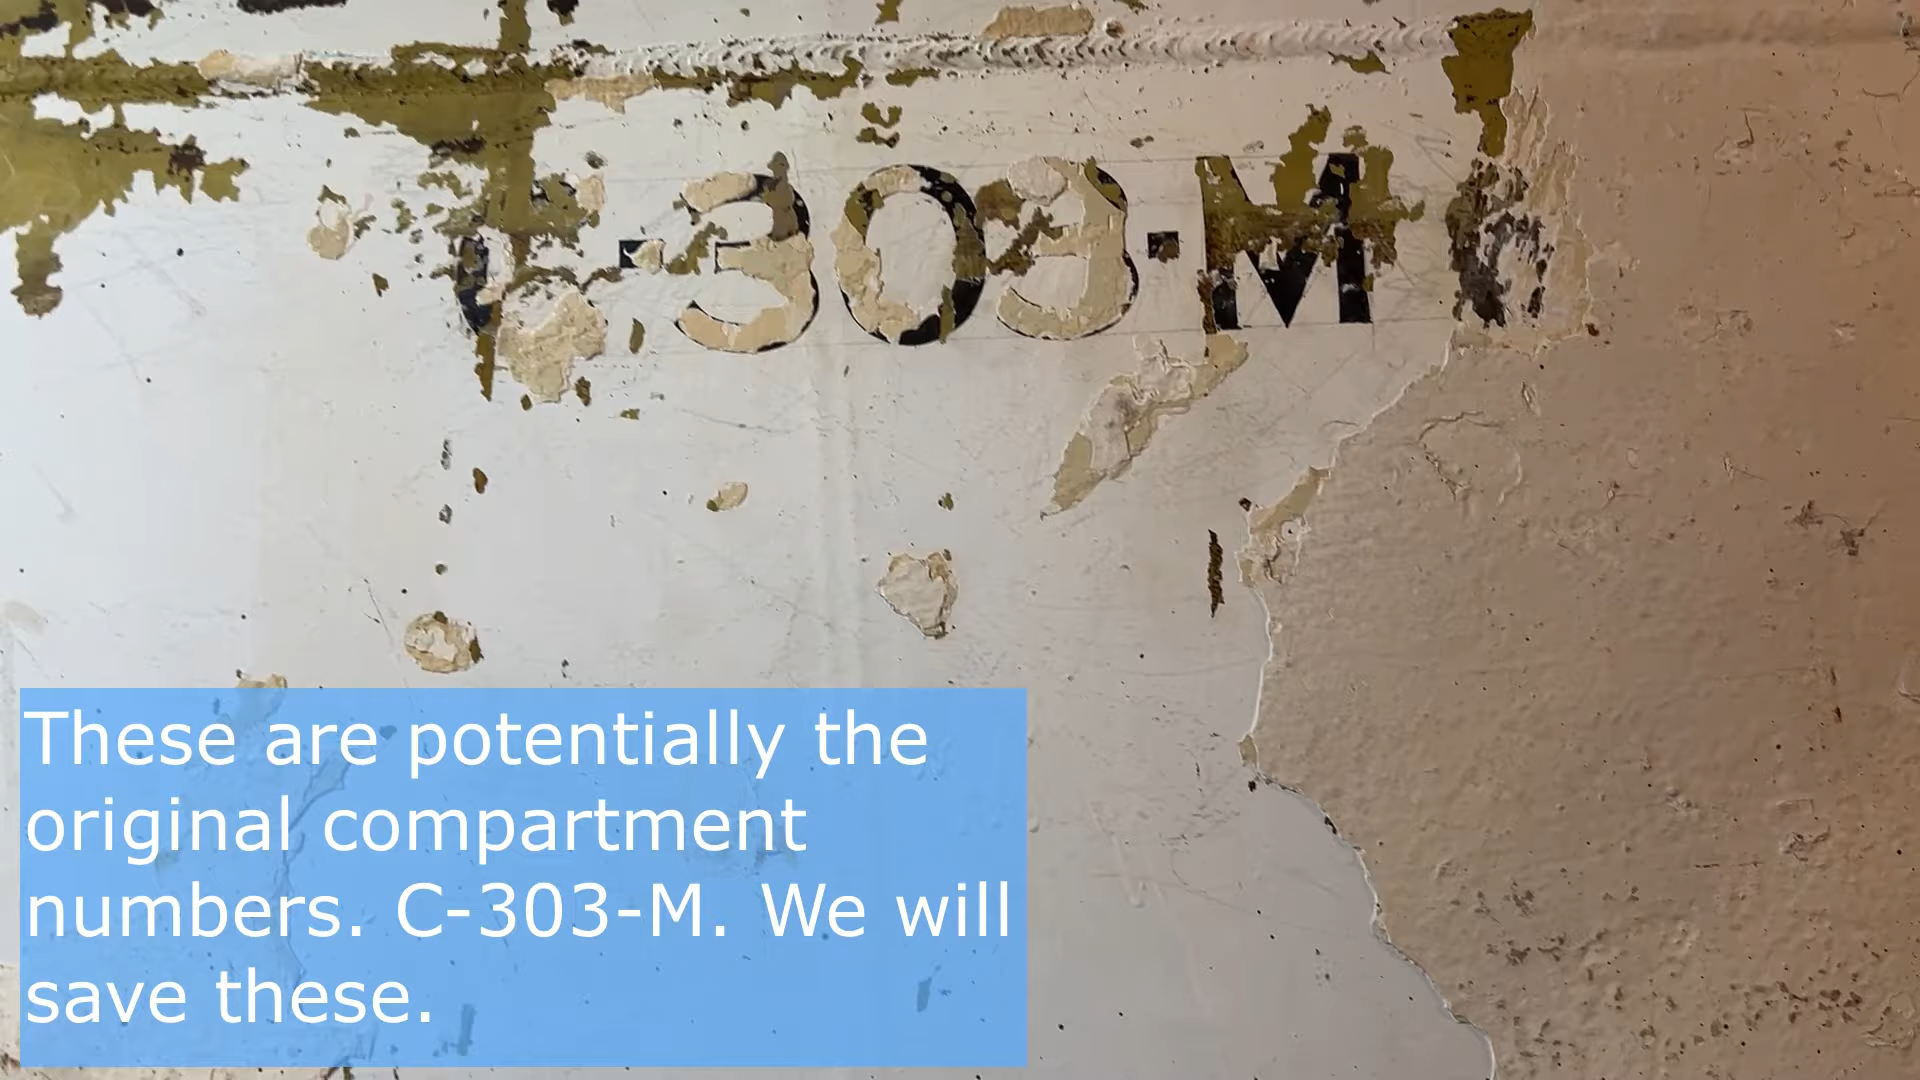 C-303-M
These are potentially the
original compartment
numbers. C-303-M. We will
save these.